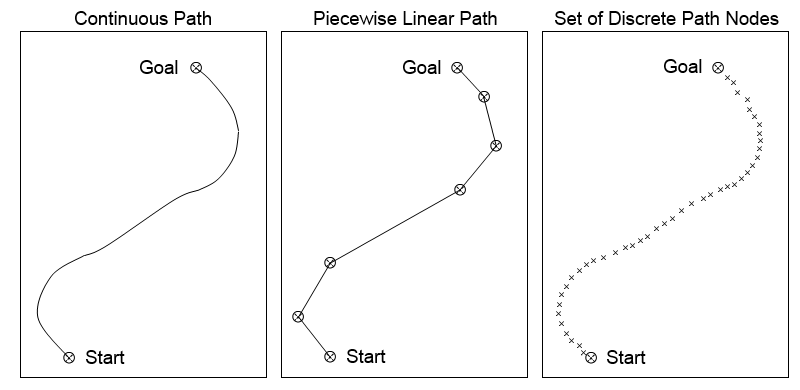 Continuous Path
Piecewise Linear Path
Set of Discrete Path Nodes
Goal
Goal
Goal
Start
Start
Start